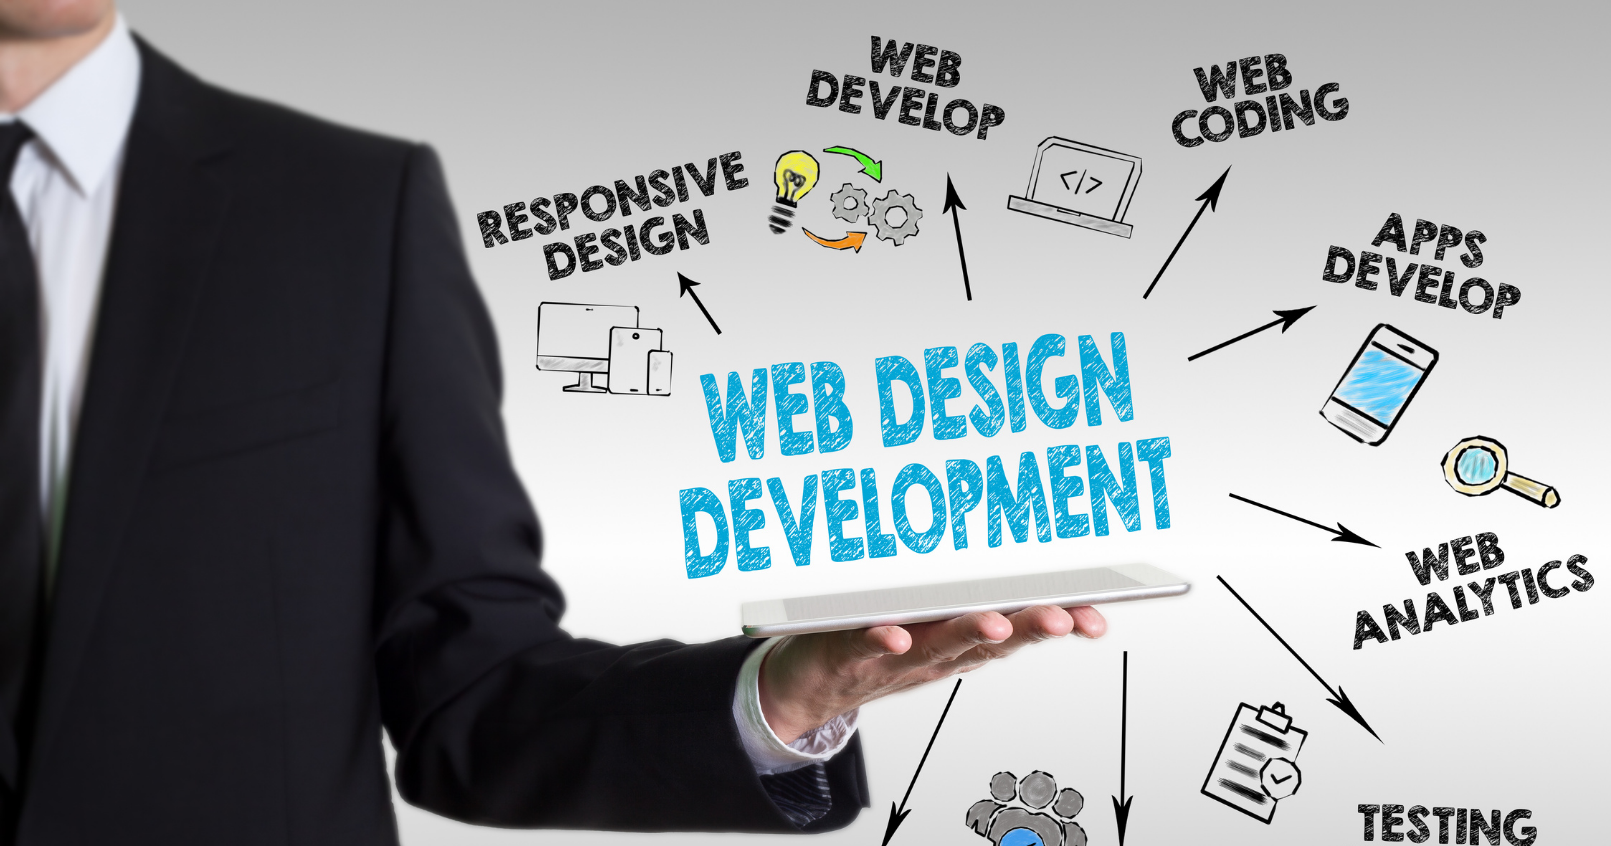 WEB
DEVELOP
WEB
CODING
RESPONSIVE
DESIGN
</>
APPS
DEVELOP
WEB DESIGN
DEVELOPMENT
WEB
ANALYTICS
TESTING